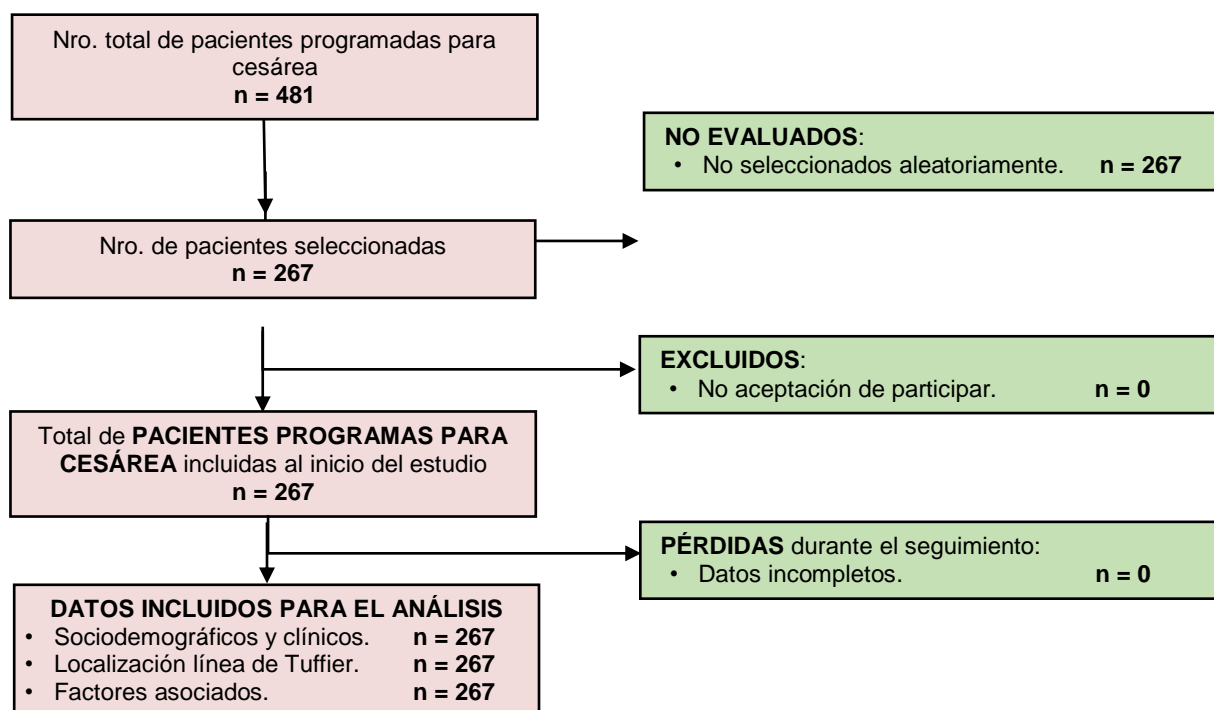 Nro. total de pacientes programadas para
cesárea
n = 481
NO EVALUADOS:
• No seleccionados aleatoriamente. n = 267
Nro. de pacientes seleccionadas
n = 267
EXCLUIDOS:
• No aceptación de participar. n = 0
Total de PACIENTES PROGRAMAS PARA
CESÁREA incluidas al inicio del estudio
n = 267
PÉRDIDAS durante el seguimiento:
• Datos incompletos. n = 0
DATOS INCLUIDOS PARA EL ANÁLISIS
• Sociodemográficos y clínicos. n = 267
• Localización línea de Tuffier. n = 267
• Factores asociados. n = 267